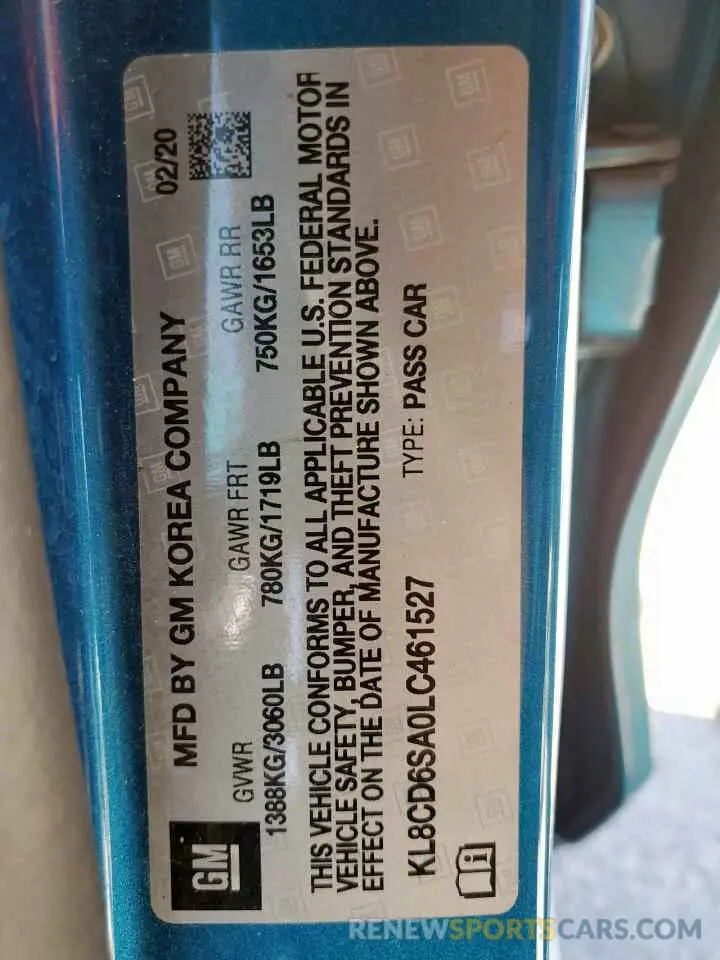 GM
MFD BY GM KOREA COMPANY 02/20
GVWR GAWR FRT GAWR RR
1388KG/3060LB 780KG/1719LB 750KG/1653LB
THIS VEHICLE CONFORMS TO ALL APPLICABLE U.S. FEDERAL MOTOR
VEHICLE SAFETY, BUMPER, AND THEFT PREVENTION STANDARDS IN
EFFECT ON THE DATE OF MANUFACTURE SHOWN ABOVE.
KL8CD6SA0LC461527 TYPE: PASS CAR
RENEWSPORTSCARS.COM